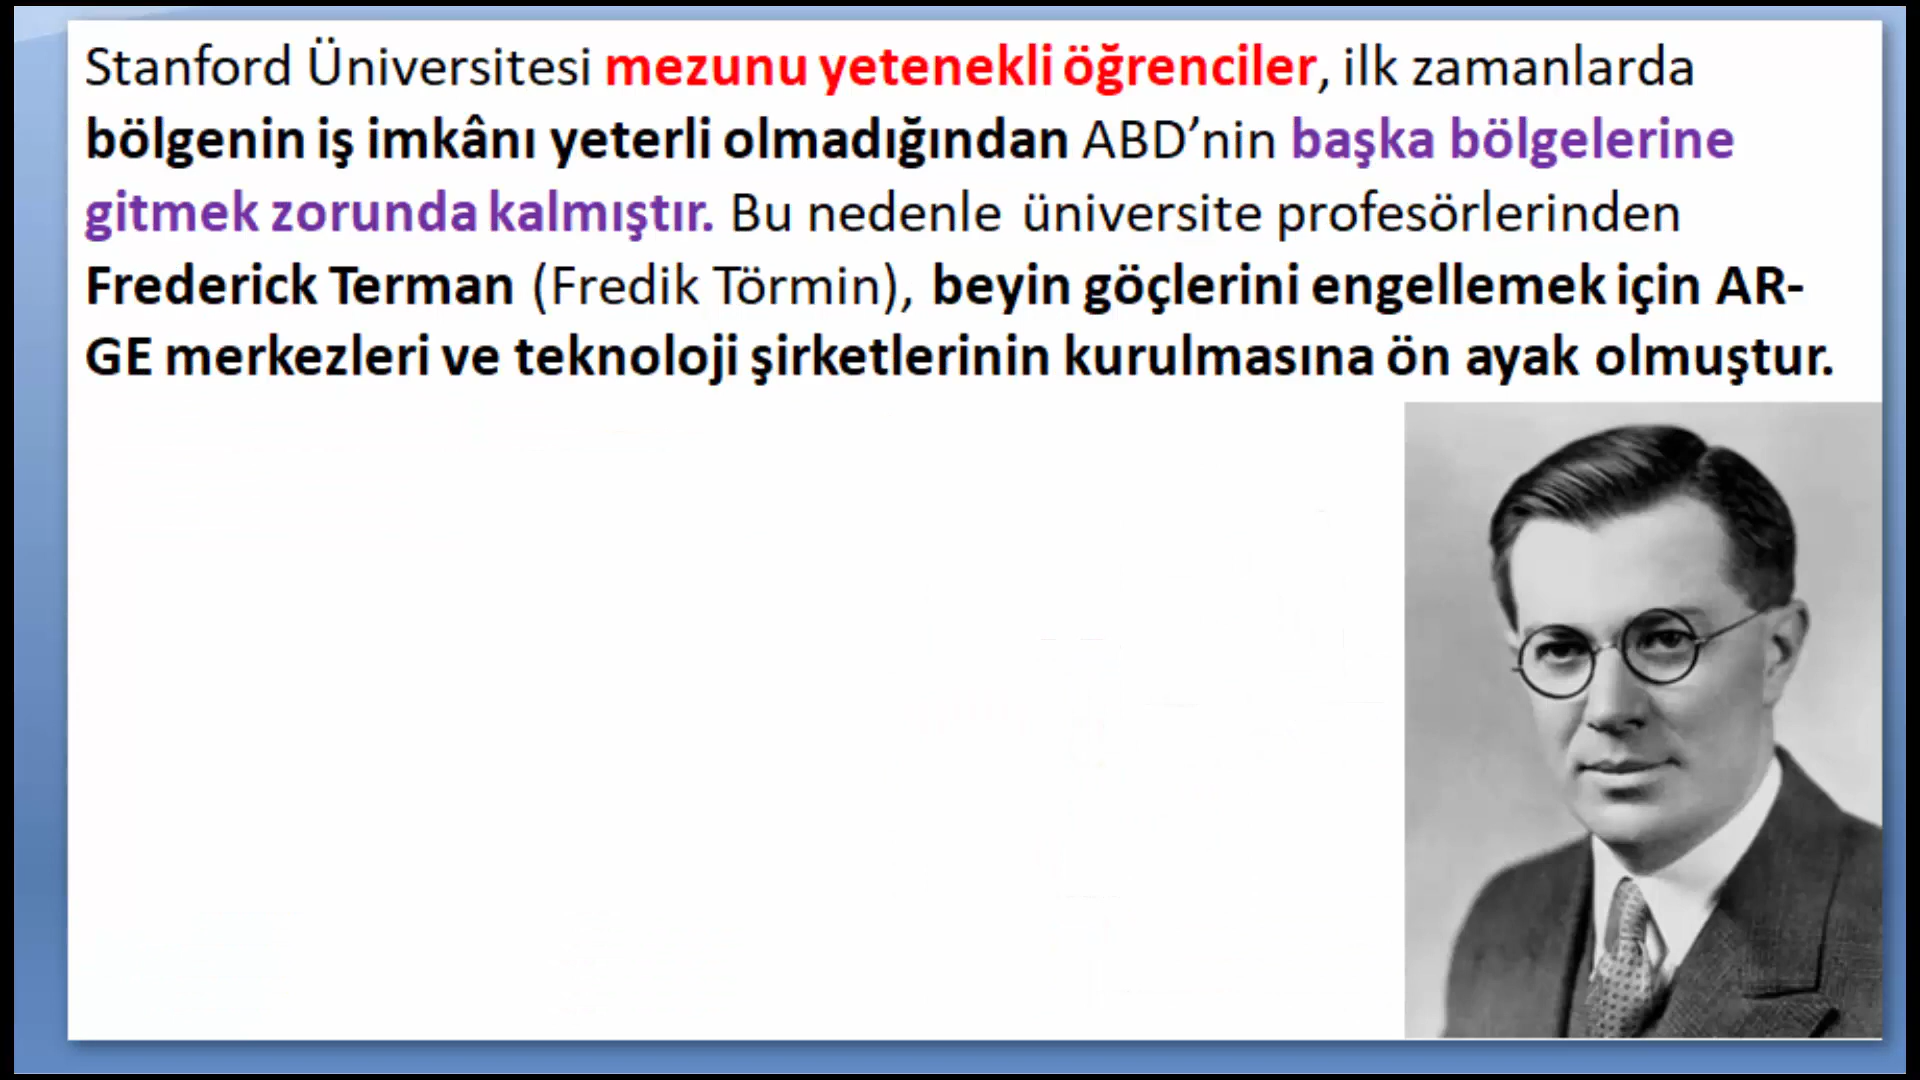 Stanford Üniversitesi mezunu yetenekli öğrenciler, ilk zamanlarda
bölgenin iş imkânı yeterli olmadığından ABD’nin başka bölgelerine
gitmek zorunda kalmıştır. Bu nedenle üniversite profesörlerinden
Frederick Terman (Fredik Törmin), beyin göçlerini engellemek için AR-
GE merkezleri ve teknoloji şirketlerinin kurulmasına ön ayak olmuştur.